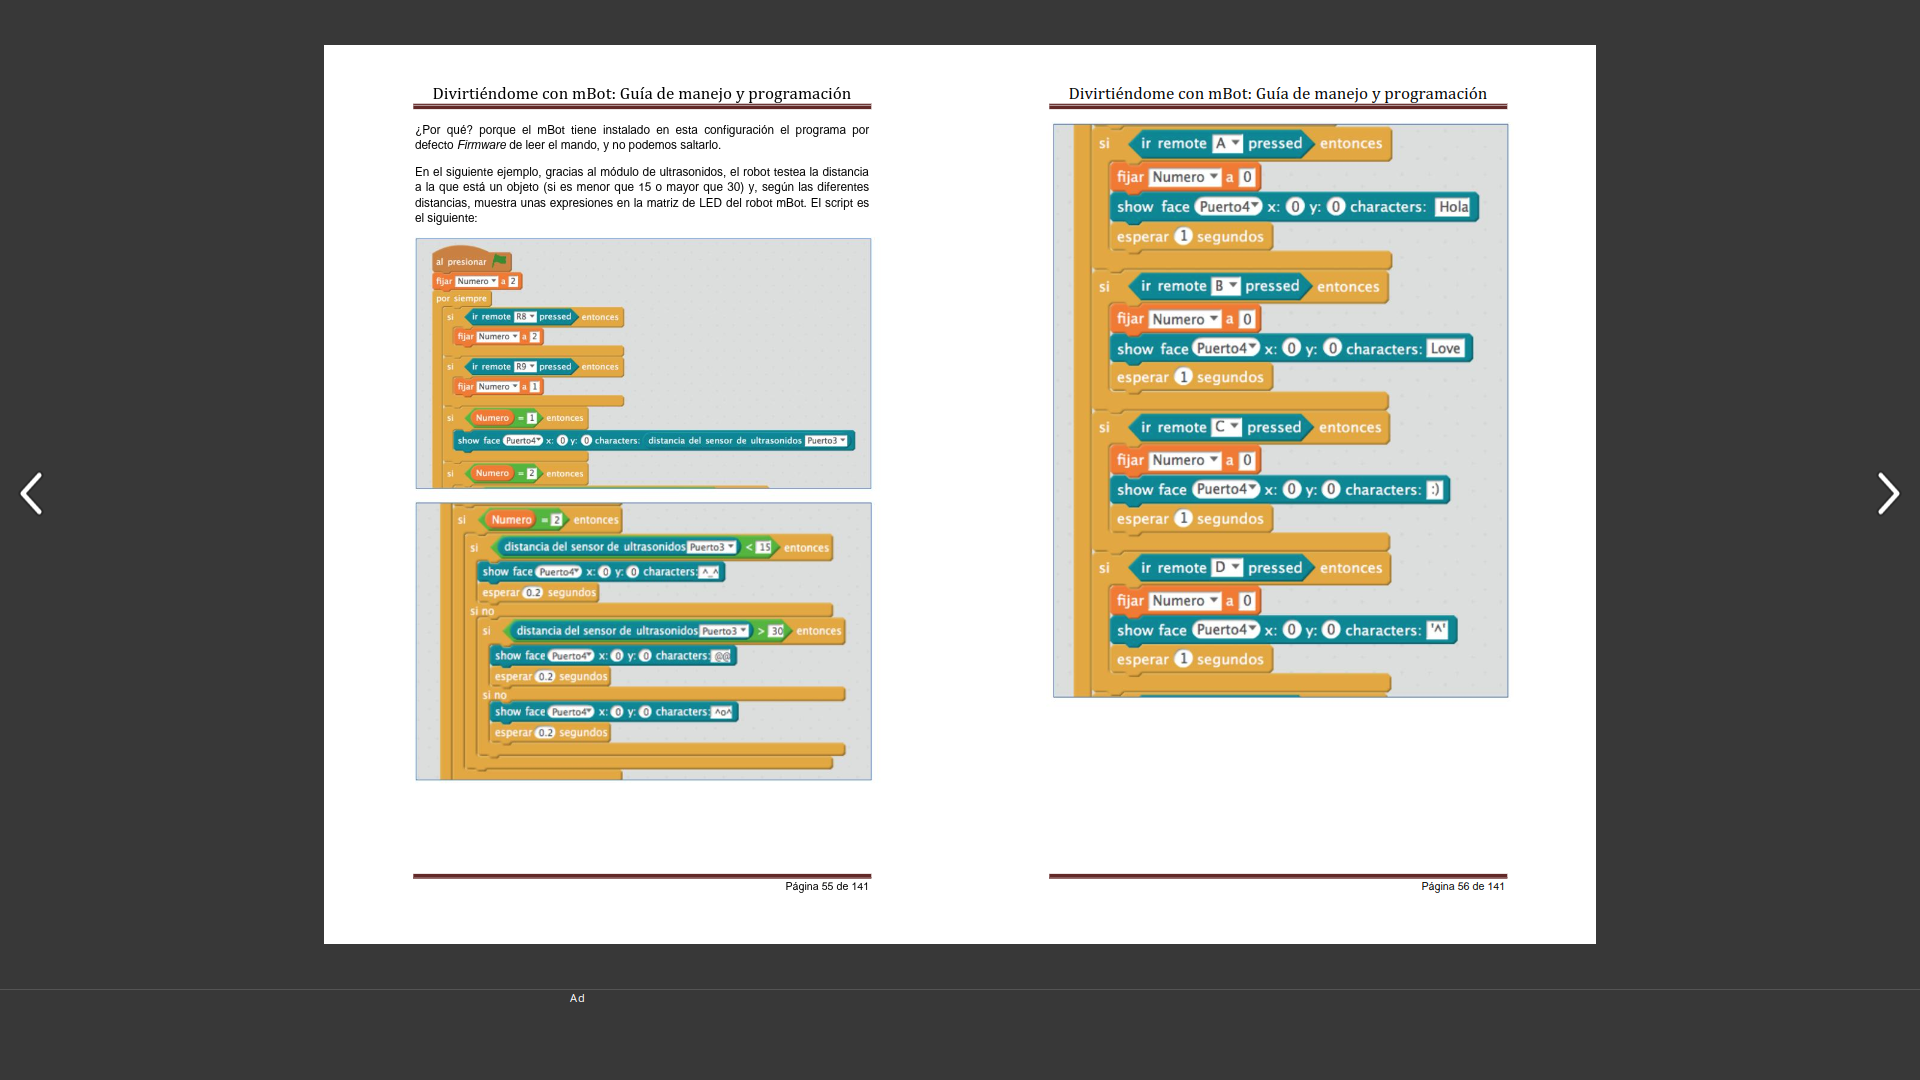 Divirtiéndome con mBot: Guía de manejo y programación
¿Por qué? porque el mBot tiene instalado en esta configuración el programa por
defecto Firmware de leer el mando, y no podemos saltarlo.
En el siguiente ejemplo, gracias al módulo de ultrasonidos, el robot testea la distancia
a la que está un objeto (si es menor que 15 o mayor que 30) y, según las diferentes
distancias, muestra unas expresiones en la matriz de LED del robot mBot. El script es
el siguiente:
al presionar
fijar Numero a 2
por siempre
si ir remote R8 pressed entonces
fijar Numero a 2
si ir remote R9 pressed entonces
fijar Numero a 1
si Numero = 1 entonces
show face Puerto4 x: 0 y: 0 characters: distancia del sensor de ultrasonidos Puerto3
si Numero = 2 entonces
si Numero = 2 entonces
si distancia del sensor de ultrasonidos Puerto3 < 15 entonces
show face Puerto4 x: 0 y: 0 characters: ^_^
esperar 0.2 segundos
si no
si distancia del sensor de ultrasonidos Puerto3 > 30 entonces
show face Puerto4 x: 0 y: 0 characters: @@
esperar 0.2 segundos
si no
show face Puerto4 x: 0 y: 0 characters: ^o^
esperar 0.2 segundos
Página 55 de 141
Divirtiéndome con mBot: Guía de manejo y programación
si ir remote A pressed entonces
fijar Numero a 0
show face Puerto4 x: 0 y: 0 characters: Hola
esperar 1 segundos
si ir remote B pressed entonces
fijar Numero a 0
show face Puerto4 x: 0 y: 0 characters: Love
esperar 1 segundos
si ir remote C pressed entonces
fijar Numero a 0
show face Puerto4 x: 0 y: 0 characters: :)
esperar 1 segundos
si ir remote D pressed entonces
fijar Numero a 0
show face Puerto4 x: 0 y: 0 characters: '^'
esperar 1 segundos
Página 56 de 141
Ad